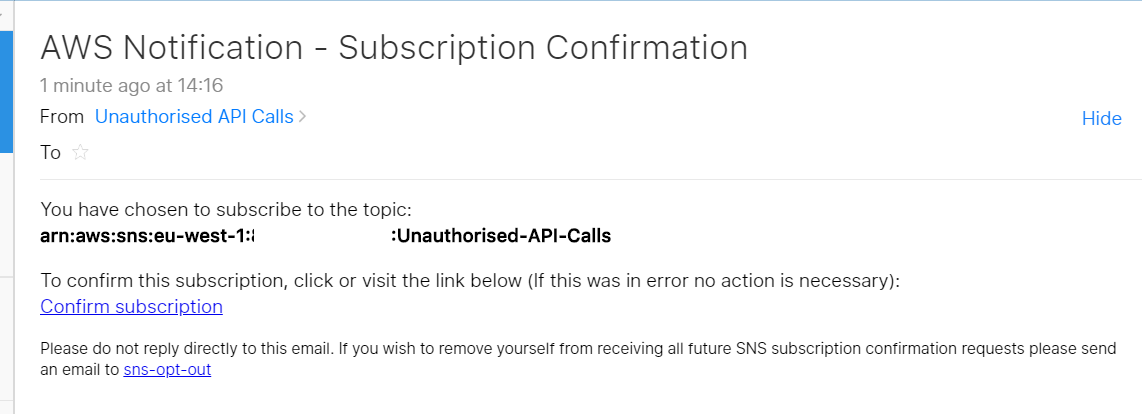 AWS Notification - Subscription Confirmation
1 minute ago at 14:16
From Unauthorised API Calls >
Hide
To ☆
You have chosen to subscribe to the topic:
arn:aws:sns:eu-west-1: :Unauthorised-API-Calls
To confirm this subscription, click or visit the link below (If this was in error no action is necessary):
Confirm subscription
Please do not reply directly to this email. If you wish to remove yourself from receiving all future SNS subscription confirmation requests please send
an email to sns-opt-out